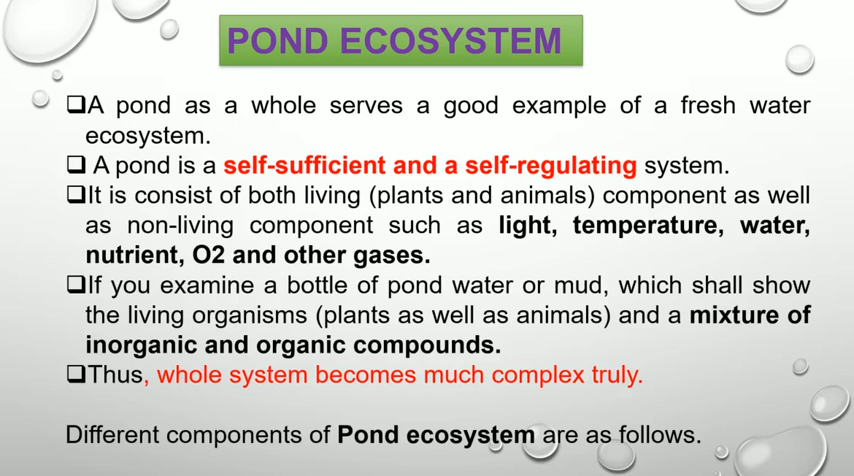 POND ECOSYSTEM
❑A pond as a whole serves a good example of a fresh water
ecosystem.
❑ A pond is a self-sufficient and a self-regulating system.
❑It is consist of both living (plants and animals) component as well
as non-living component such as light, temperature, water,
nutrient, O2 and other gases.
❑If you examine a bottle of pond water or mud, which shall show
the living organisms (plants as well as animals) and a mixture of
inorganic and organic compounds.
❑Thus, whole system becomes much complex truly.
Different components of Pond ecosystem are as follows.